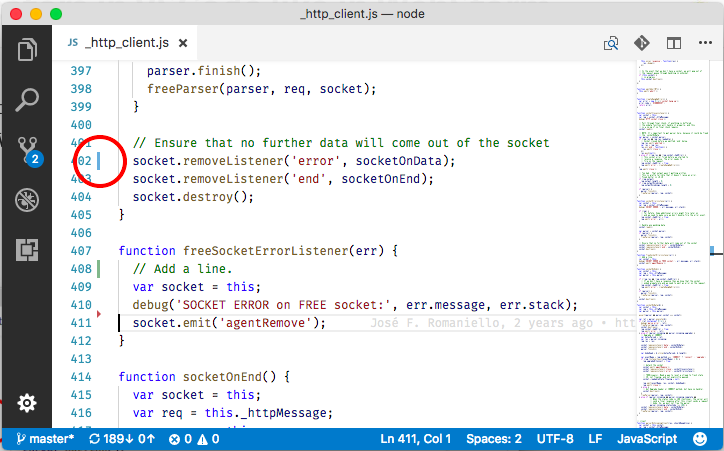 _http_client.js — node
JS _http_client.js ×
397 parser.finish();
398 freeParser(parser, req, socket);
399 }
400
401 // Ensure that no further data will come out of the socket
402 socket.removeListener('error', socketOnData);
403 socket.removeListener('end', socketOnEnd);
404 socket.destroy();
405 }
406
407 function freeSocketErrorListener(err) {
408 // Add a line.
409 var socket = this;
410 debug('SOCKET ERROR on FREE socket:', err.message, err.stack);
411 socket.emit('agentRemove'); José F. Romaniello, 2 years ago • htt
412 }
413
414 function socketOnEnd() {
415 var socket = this;
416 var req = this._httpMessage;
2
master* 189↓ 0↑ 0 0 Ln 411, Col 1 Spaces: 2 UTF-8 LF JavaScript